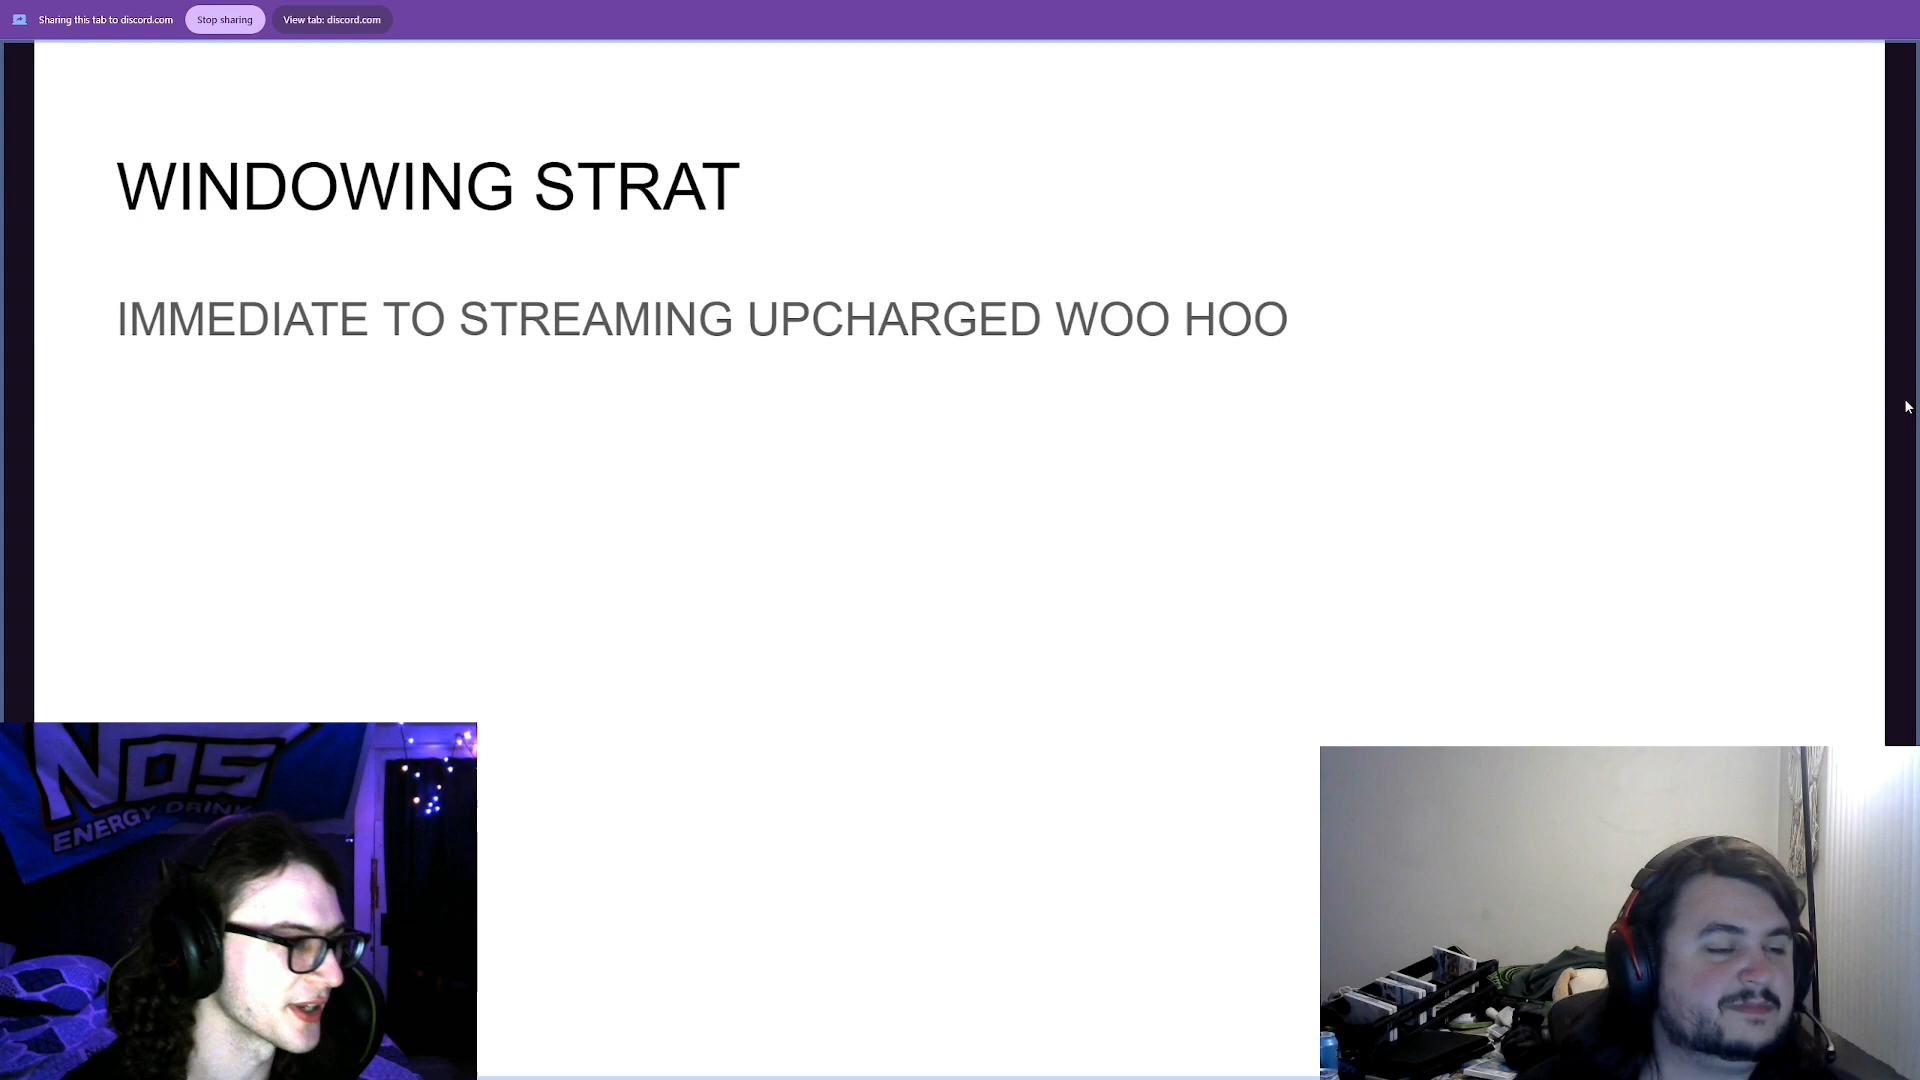 Sharing this tab to discord.com
Stop sharing
View tab: discord.com
WINDOWING STRAT
IMMEDIATE TO STREAMING UPCHARGED WOO HOO
NOS
ENERGY DRINK